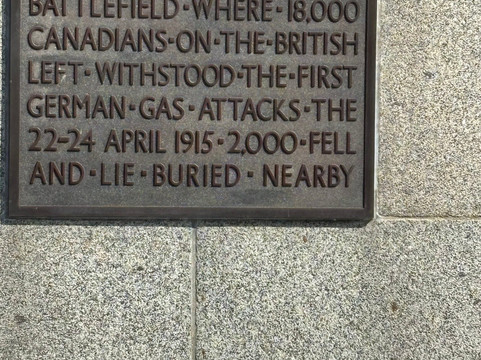 BATTLEFIELD·WHERE·18,000
CANADIANS·ON·THE·BRITISH
LEFT·WITHSTOOD·THE·FIRST
GERMAN·GAS·ATTACKS·THE
22-24 APRIL 1915·2,000·FELL
AND·LIE·BURIED·NEARBY